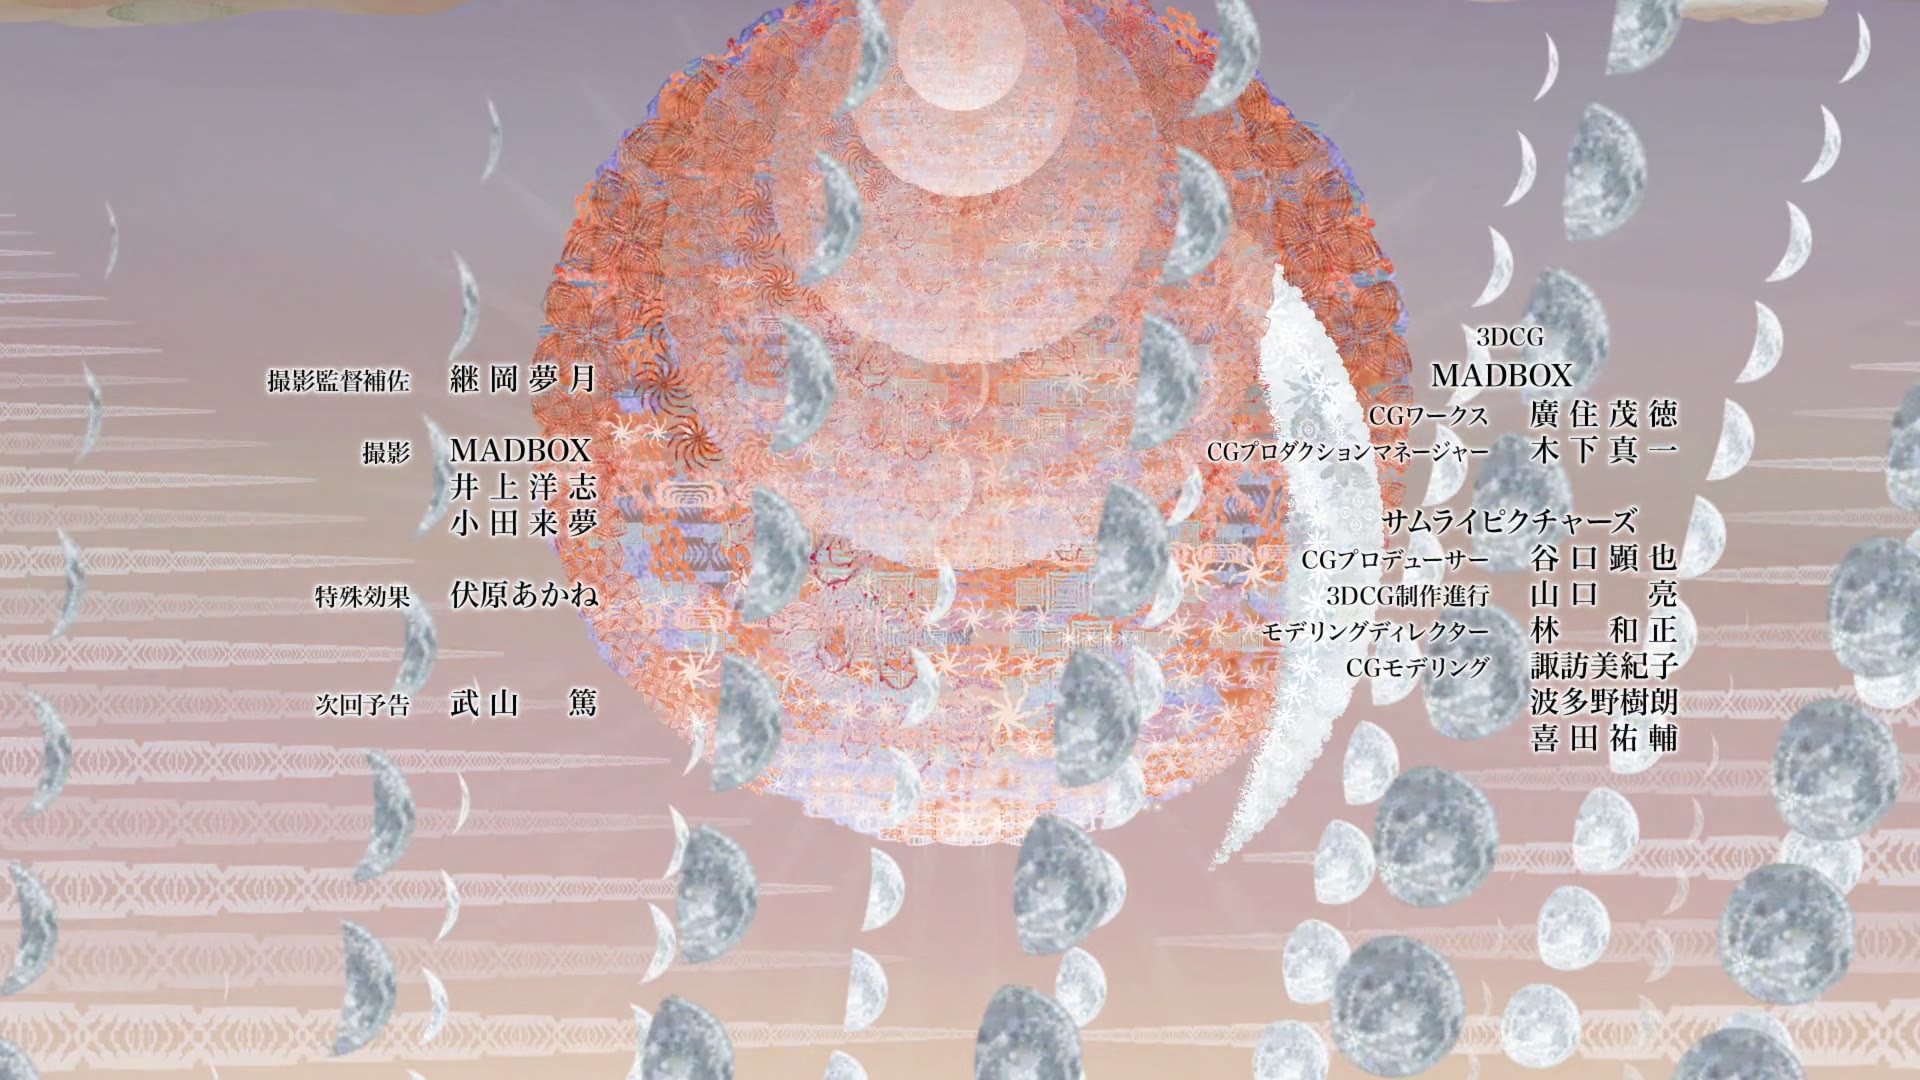 撮影監督補佐 継岡夢月
撮影 MADBOX
井上洋志
小田来夢
特殊効果 伏原あかね
次回予告 武山 篤
3DCG
MADBOX
CGワークス 廣住茂徳
CGプロダクションマネージャー 木下真一
サムライピクチャーズ
CGプロデューサー 谷口顕也
3DCG制作進行 山口 亮
モデリングディレクター 林 和正
CGモデリング 諏訪美紀子
波多野樹朗
喜田祐輔